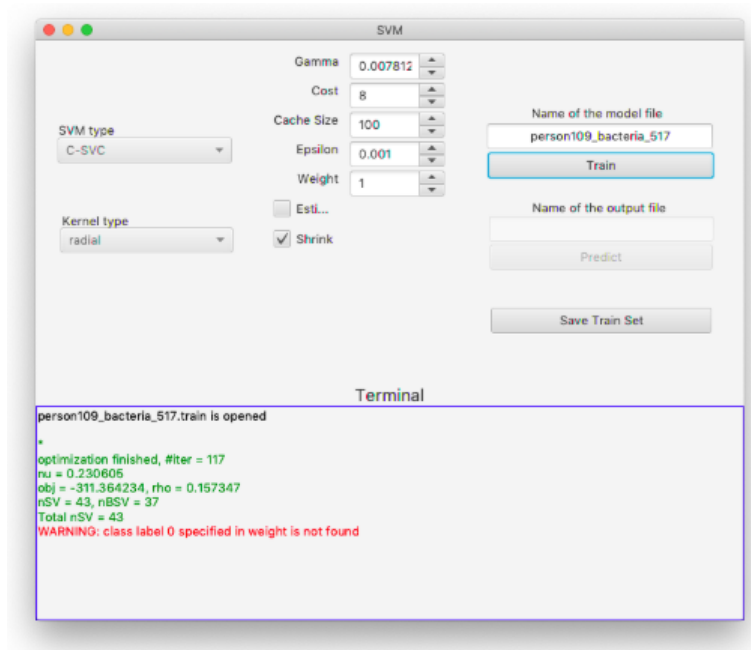 SVM
Gamma 0.007812
Cost 8
Cache Size 100
Epsilon 0.001
Weight 1
Esti...
Shrink
SVM type
C-SVC
Kernel type
radial
Name of the model file
person109_bacteria_517
Train
Name of the output file
Predict
Save Train Set
Terminal
person109_bacteria_517.train is opened
*
optimization finished, #iter = 117
nu = 0.230605
obj = -311.364234, rho = 0.157347
nSV = 43, nBSV = 37
Total nSV = 43
WARNING: class label 0 specified in weight is not found